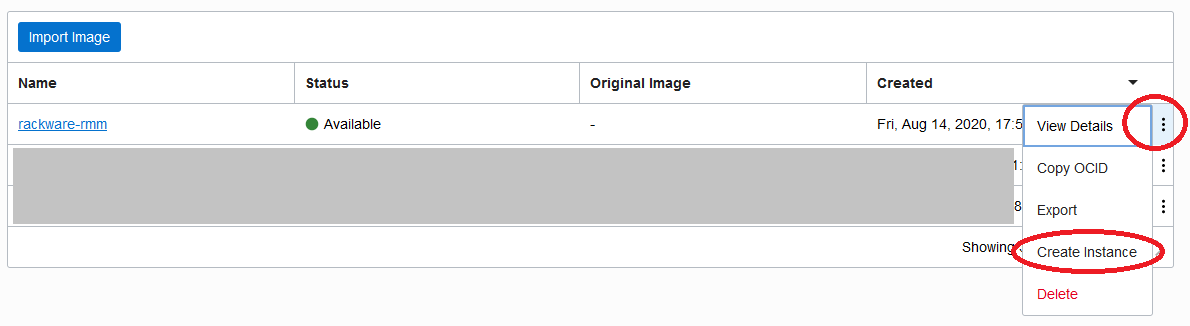 Import Image
Name Status Original Image Created
rackware-rmm Available - Fri, Aug 14, 2020, 17:5
View Details
Copy OCID
Export
8
Showing
Create Instance
Delete